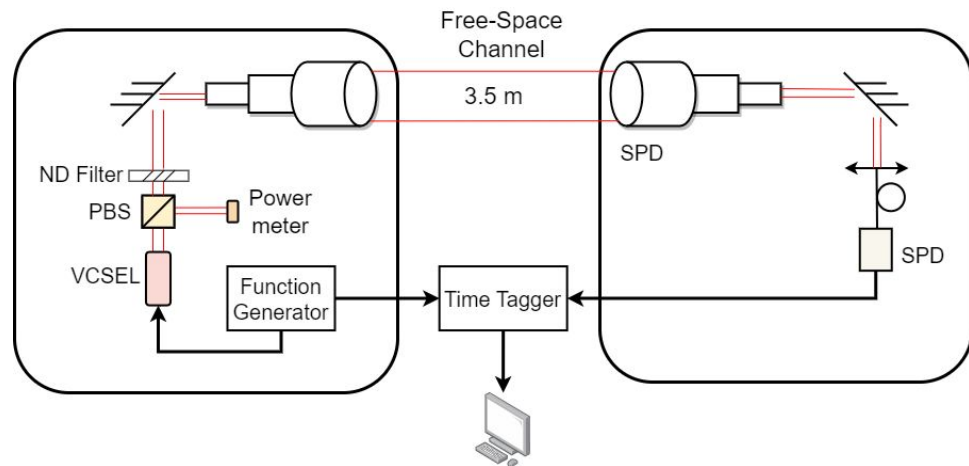 Free-Space
Channel
3.5 m
SPD
ND Filter
PBS
Power
meter
VCSEL
Function
Generator
Time Tagger
SPD